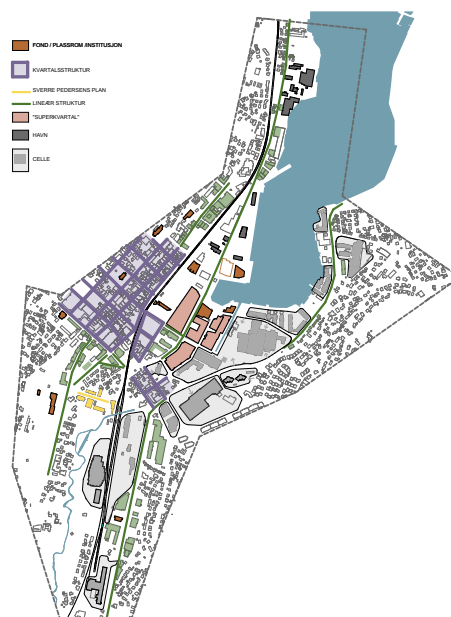 FOND / PLASSROM /INSTITUSJON
KVARTALSSTRUKTUR
SVERRE PEDERSENS PLAN
LINEÆR STRUKTUR
"SUPERKVARTAL"
HAVN
CELLE